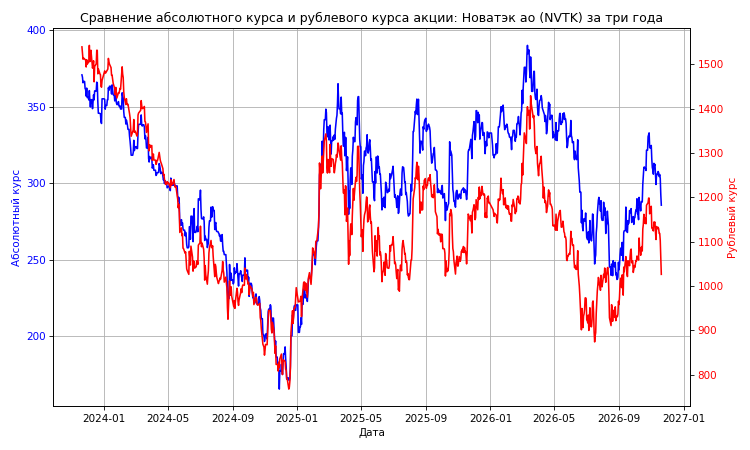 Сравнение абсолютного курса и рублевого курса акции: Новатэк ао (NVTK) за три года
400
350
300
250
200
Абсолютный курс
1500
1400
1300
1200
1100
1000
900
800
Рублевый курс
2024-01 2024-05 2024-09 2025-01 2025-05 2025-09 2026-01 2026-05 2026-09 2027-01
Дата